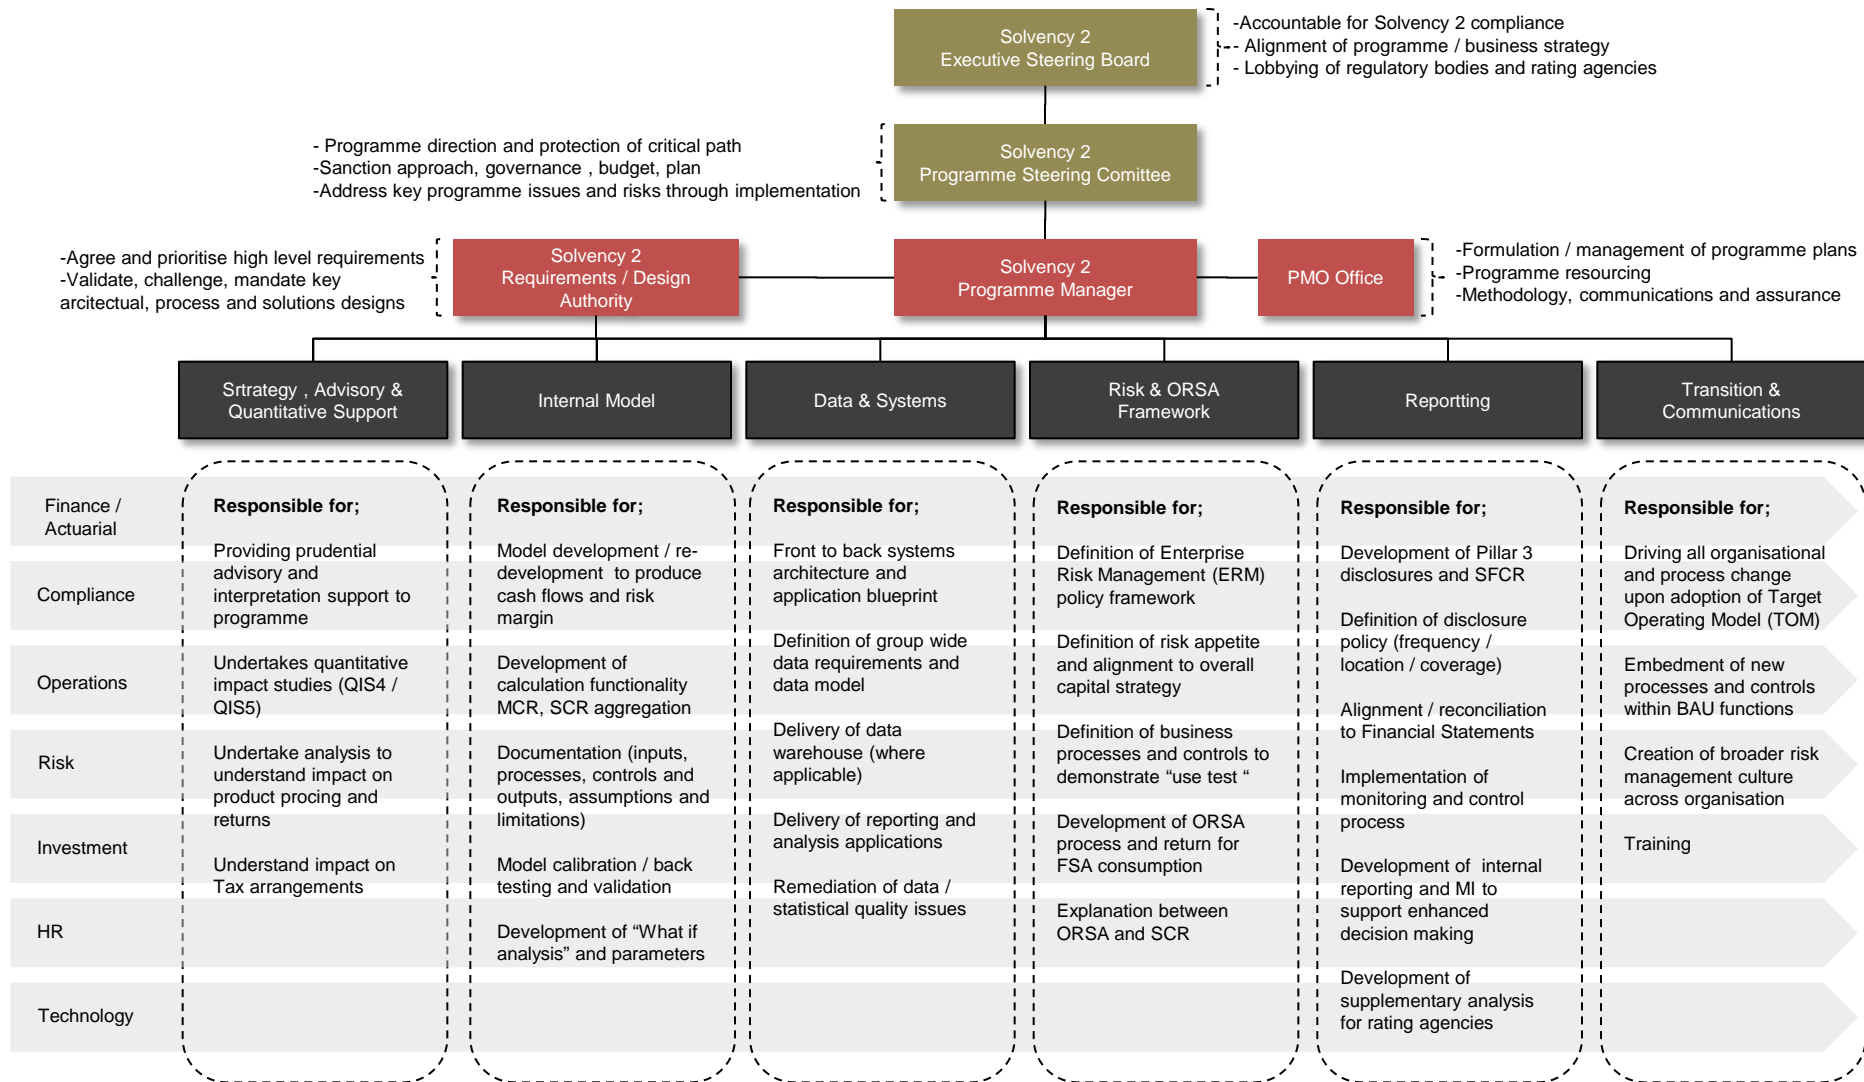 Solvency 2
Executive Steering Board
-Accountable for Solvency 2 compliance
- Alignment of programme / business strategy
- Lobbying of regulatory bodies and rating agencies
- Programme direction and protection of critical path
-Sanction approach, governance , budget, plan
-Address key programme issues and risks through implementation
Solvency 2
Programme Steering Comittee
-Agree and prioritise high level requirements
-Validate, challenge, mandate key
arcitectual, process and solutions designs
Solvency 2
Requirements / Design
Authority
Solvency 2
Programme Manager
PMO Office
-Formulation / management of programme plans
-Programme resourcing
-Methodology, communications and assurance
Srtrategy , Advisory &
Quantitative Support
Internal Model
Data & Systems
Risk & ORSA
Framework
Reportting
Transition &
Communications
Finance /
Actuarial
Compliance
Operations
Risk
Investment
HR
Technology
Responsible for;
Providing prudential
advisory and
interpretation support to
programme
Undertakes quantitative
impact studies (QIS4 /
QIS5)
Undertake analysis to
understand impact on
product procing and
returns
Understand impact on
Tax arrangements
Responsible for;
Model development / re-
development to produce
cash flows and risk
margin
Development of
calculation functionality
MCR, SCR aggregation
Documentation (inputs,
processes, controls and
outputs, assumptions and
limitations)
Model calibration / back
testing and validation
Development of “What if
analysis” and parameters
Responsible for;
Front to back systems
architecture and
application blueprint
Definition of group wide
data requirements and
data model
Delivery of data
warehouse (where
applicable)
Delivery of reporting and
analysis applications
Remediation of data /
statistical quality issues
Responsible for;
Definition of Enterprise
Risk Management (ERM)
policy framework
Definition of risk appetite
and alignment to overall
capital strategy
Definition of business
processes and controls to
demonstrate “use test “
Development of ORSA
process and return for
FSA consumption
Explanation between
ORSA and SCR
Responsible for;
Development of Pillar 3
disclosures and SFCR
Definition of disclosure
policy (frequency /
location / coverage)
Alignment / reconciliation
to Financial Statements
Implementation of
monitoring and control
process
Development of internal
reporting and MI to
support enhanced
decision making
Development of
supplementary analysis
for rating agencies
Responsible for;
Driving all organisational
and process change
upon adoption of Target
Operating Model (TOM)
Embedment of new
processes and controls
within BAU functions
Creation of broader risk
management culture
across organisation
Training